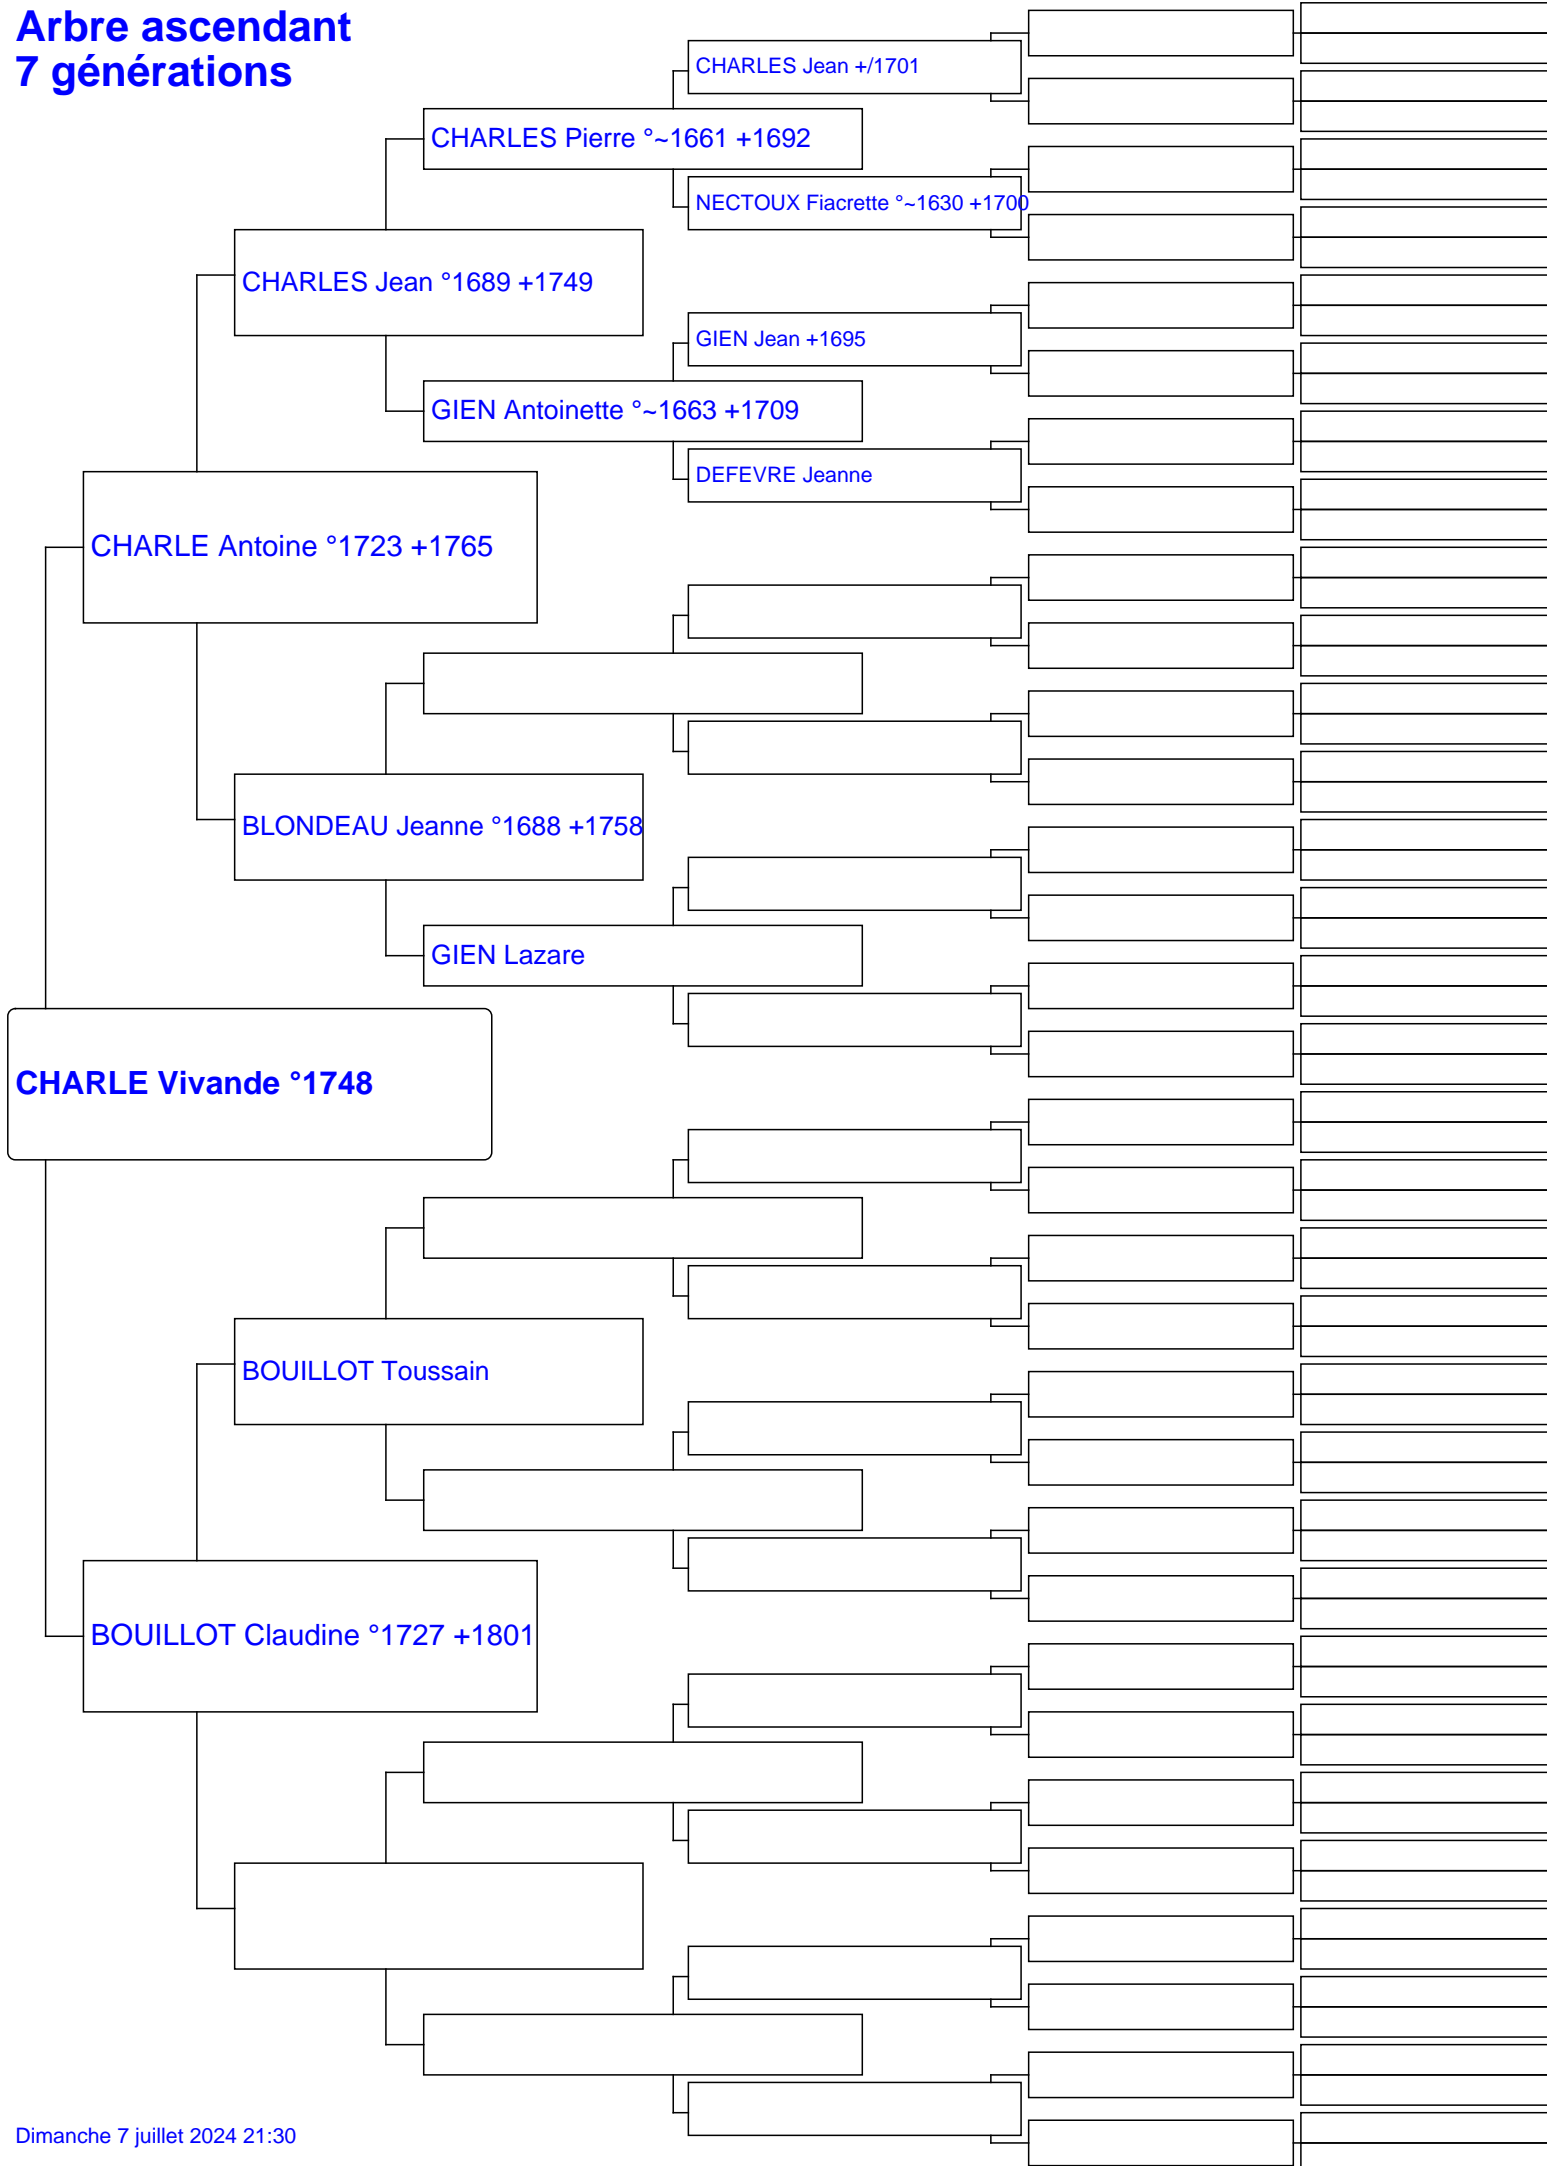 Arbre ascendant
7 générations
CHARLES Jean +/1701
CHARLES Pierre °~1661 +1692
NECTOUX Fiacrette °~1630 +1700
CHARLES Jean °1689 +1749
GIEN Jean +1695
GIEN Antoinette °~1663 +1709
DEFEVRE Jeanne
CHARLE Antoine °1723 +1765
BLONDEAU Jeanne °1688 +1758
GIEN Lazare
CHARLE Vivande °1748
BOUILLOT Toussain
BOUILLOT Claudine °1727 +1801
Dimanche 7 juillet 2024 21:30